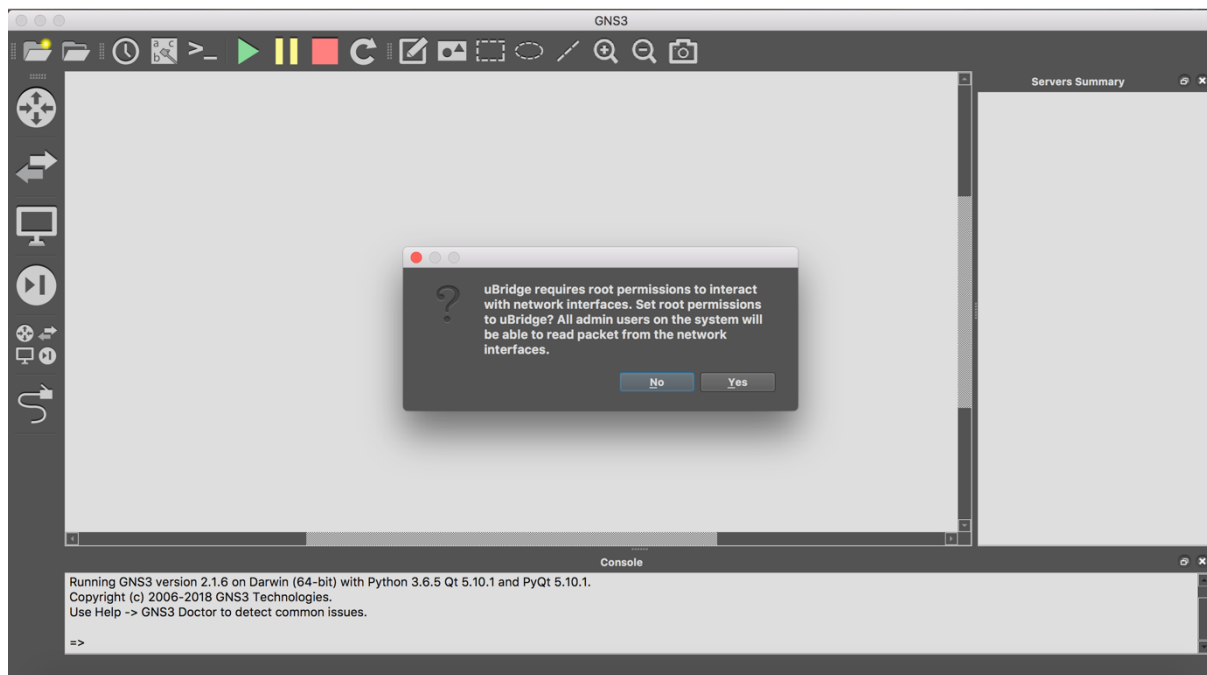 GNS3
Servers Summary
uBridge requires root permissions to interact
with network interfaces. Set root permissions
to uBridge? All admin users on the system will
be able to read packet from the network
interfaces.
No
Yes
Console
Running GNS3 version 2.1.6 on Darwin (64-bit) with Python 3.6.5 Qt 5.10.1 and PyQt 5.10.1.
Copyright (c) 2006-2018 GNS3 Technologies.
Use Help -> GNS3 Doctor to detect common issues.
=>